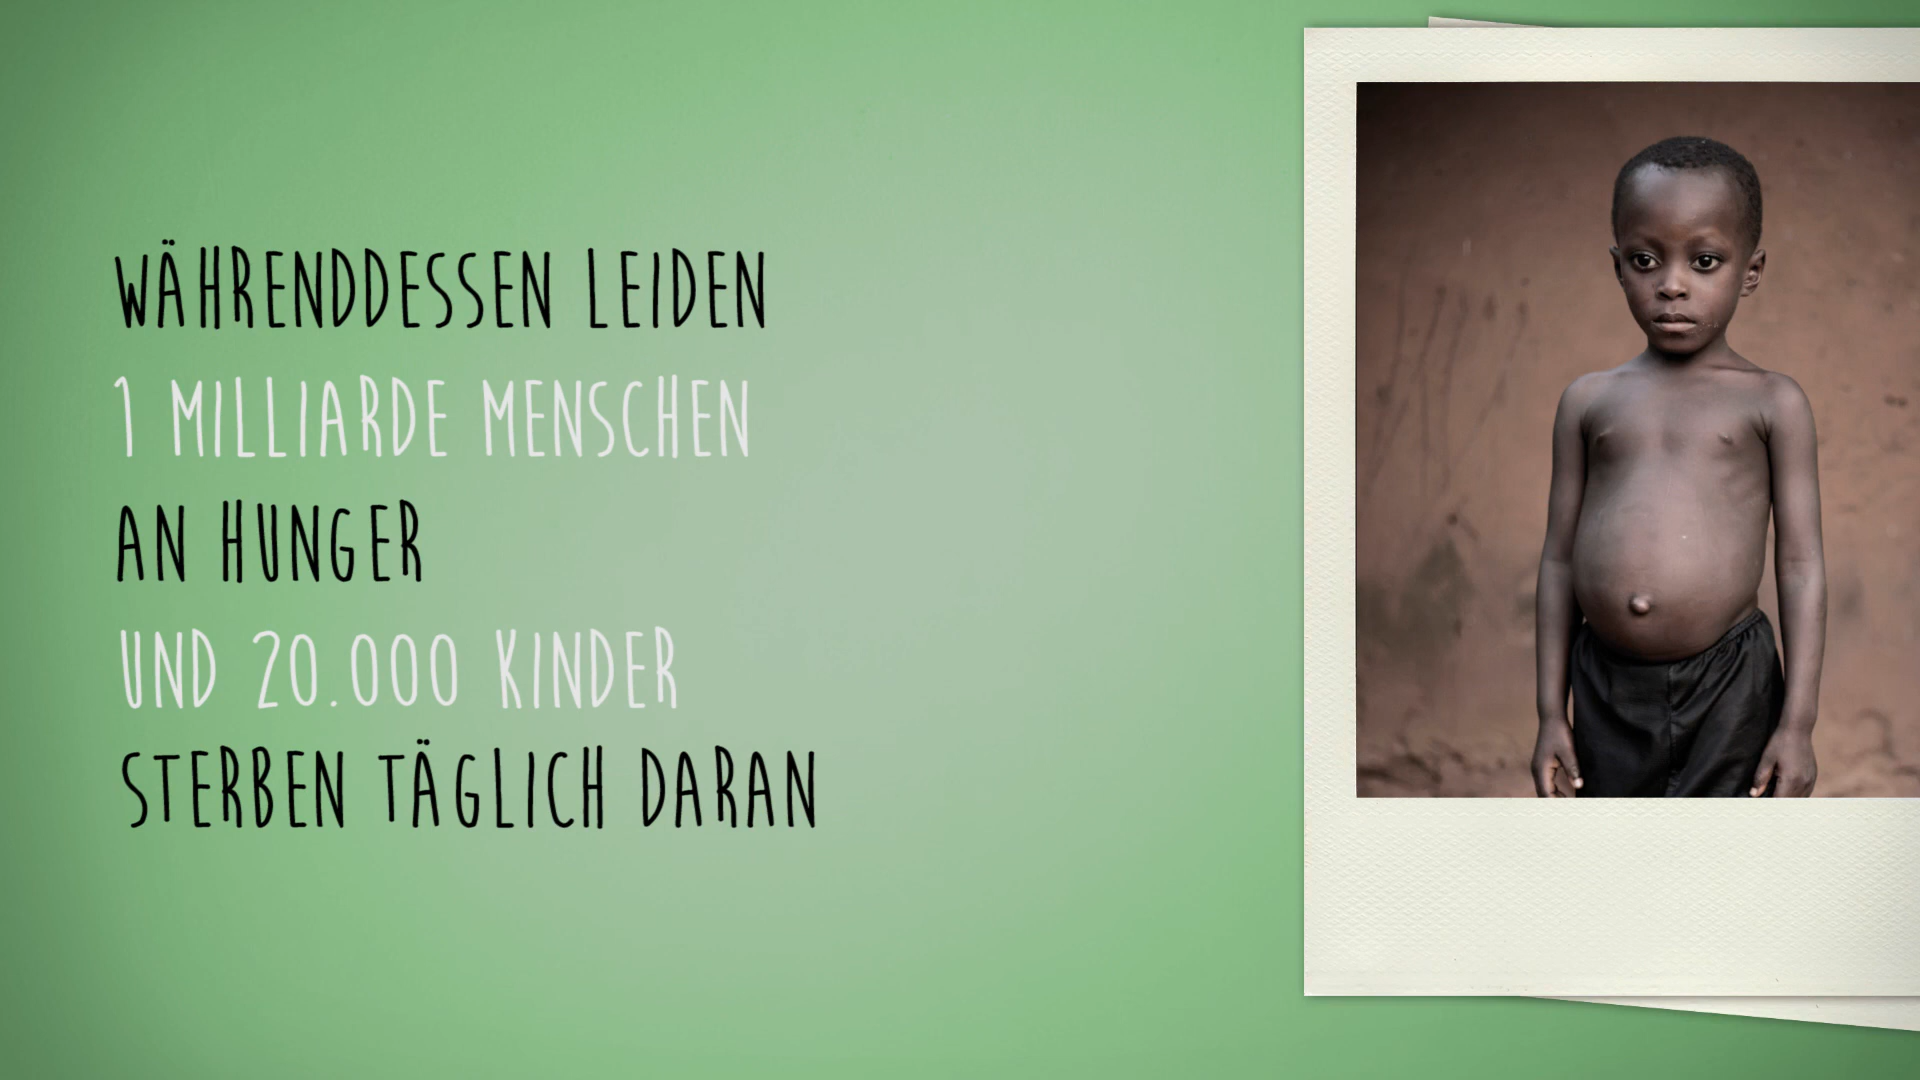 WÄHRENDDESSEN LEIDEN
1 MILLIARDE MENSCHEN
AN HUNGER
UND 20.000 KINDER
STERBEN TÄGLICH DARAN